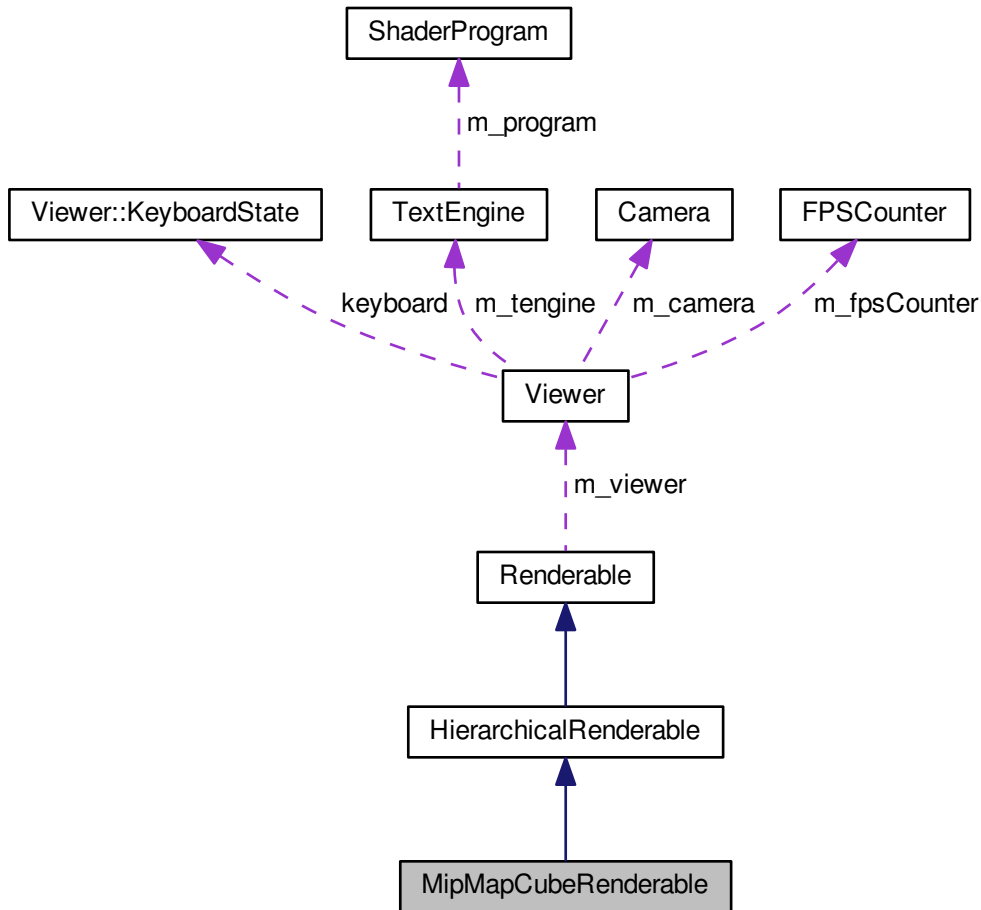 ShaderProgram
m_program
Viewer::KeyboardState
TextEngine
Camera
FPSCounter
keyboard
m_tengine
m_camera
m_fpsCounter
Viewer
m_viewer
Renderable
HierarchicalRenderable
MipMapCubeRenderable